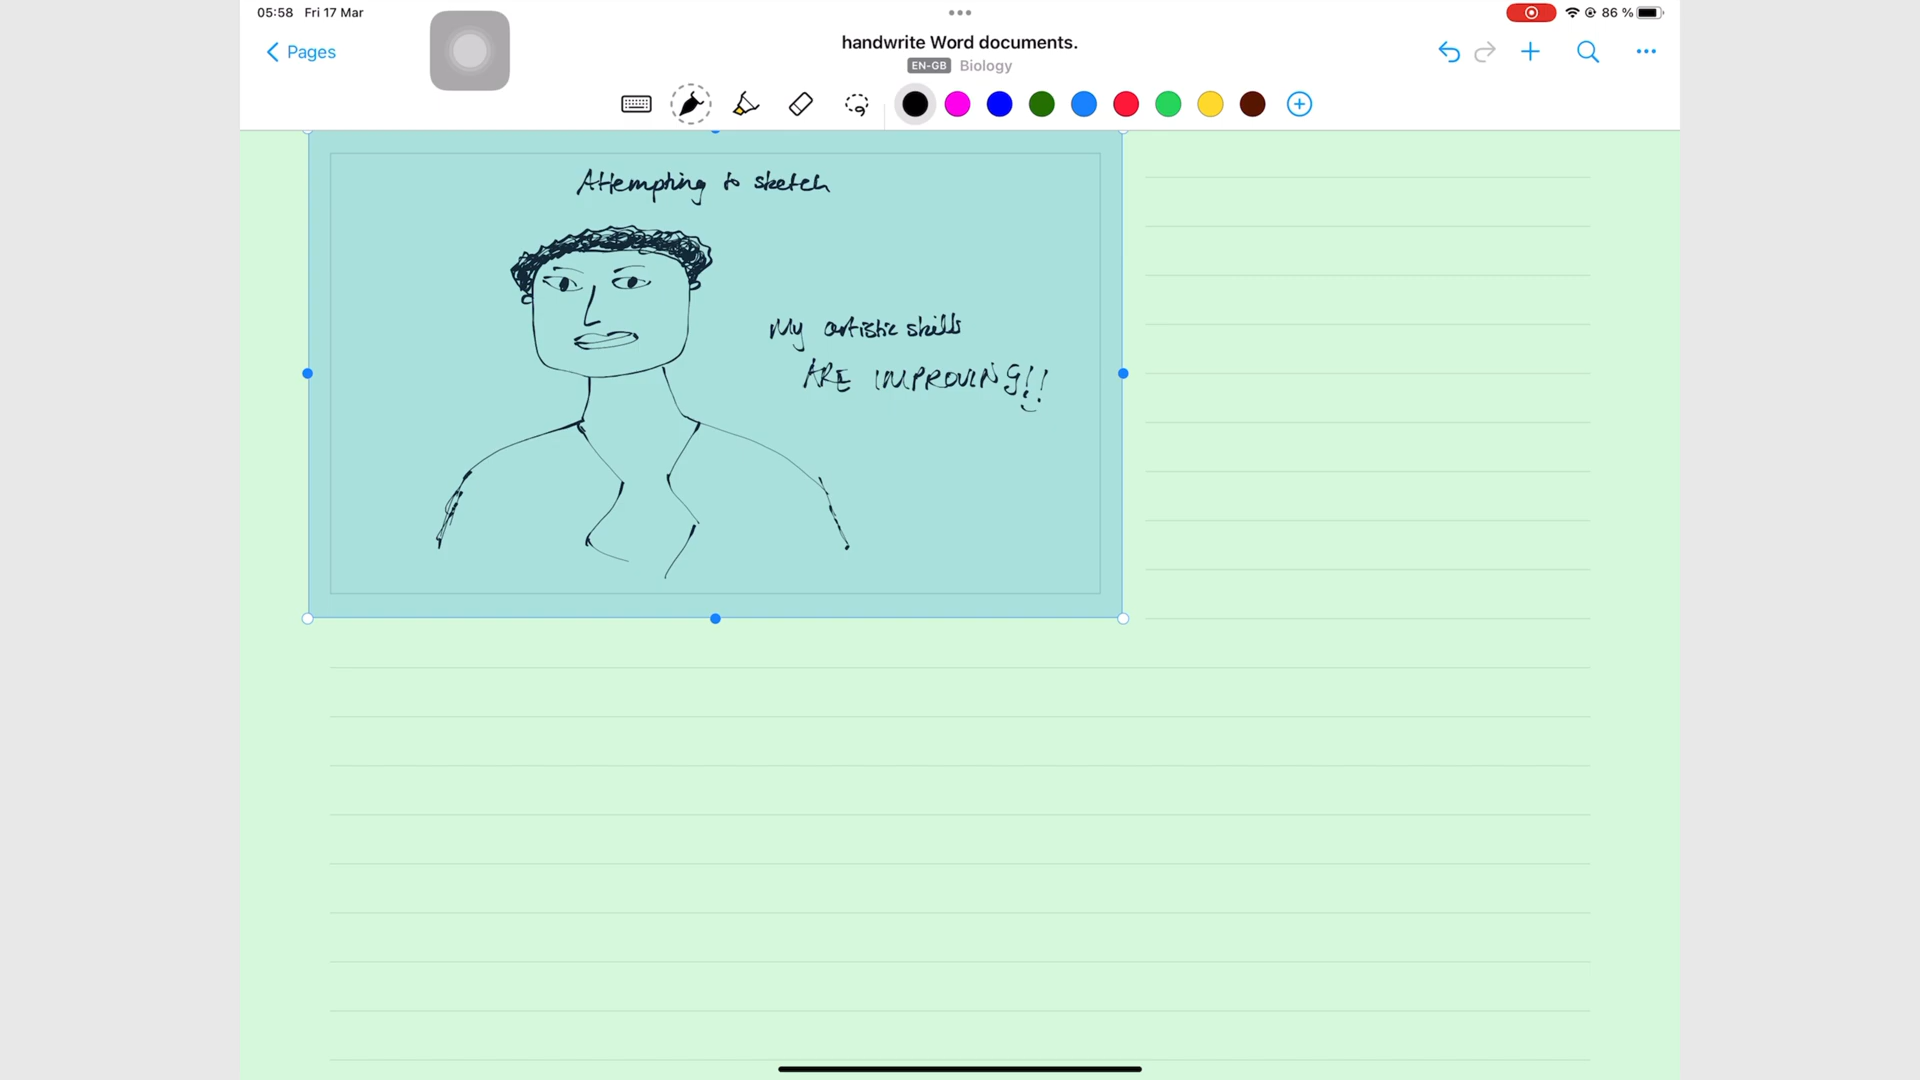 05:58 Fri 17 Mar
86 %
Pages
handwrite Word documents.
EN-GB Biology
Attempting to sketch
My artistic skills
ARE IMPROVING!!